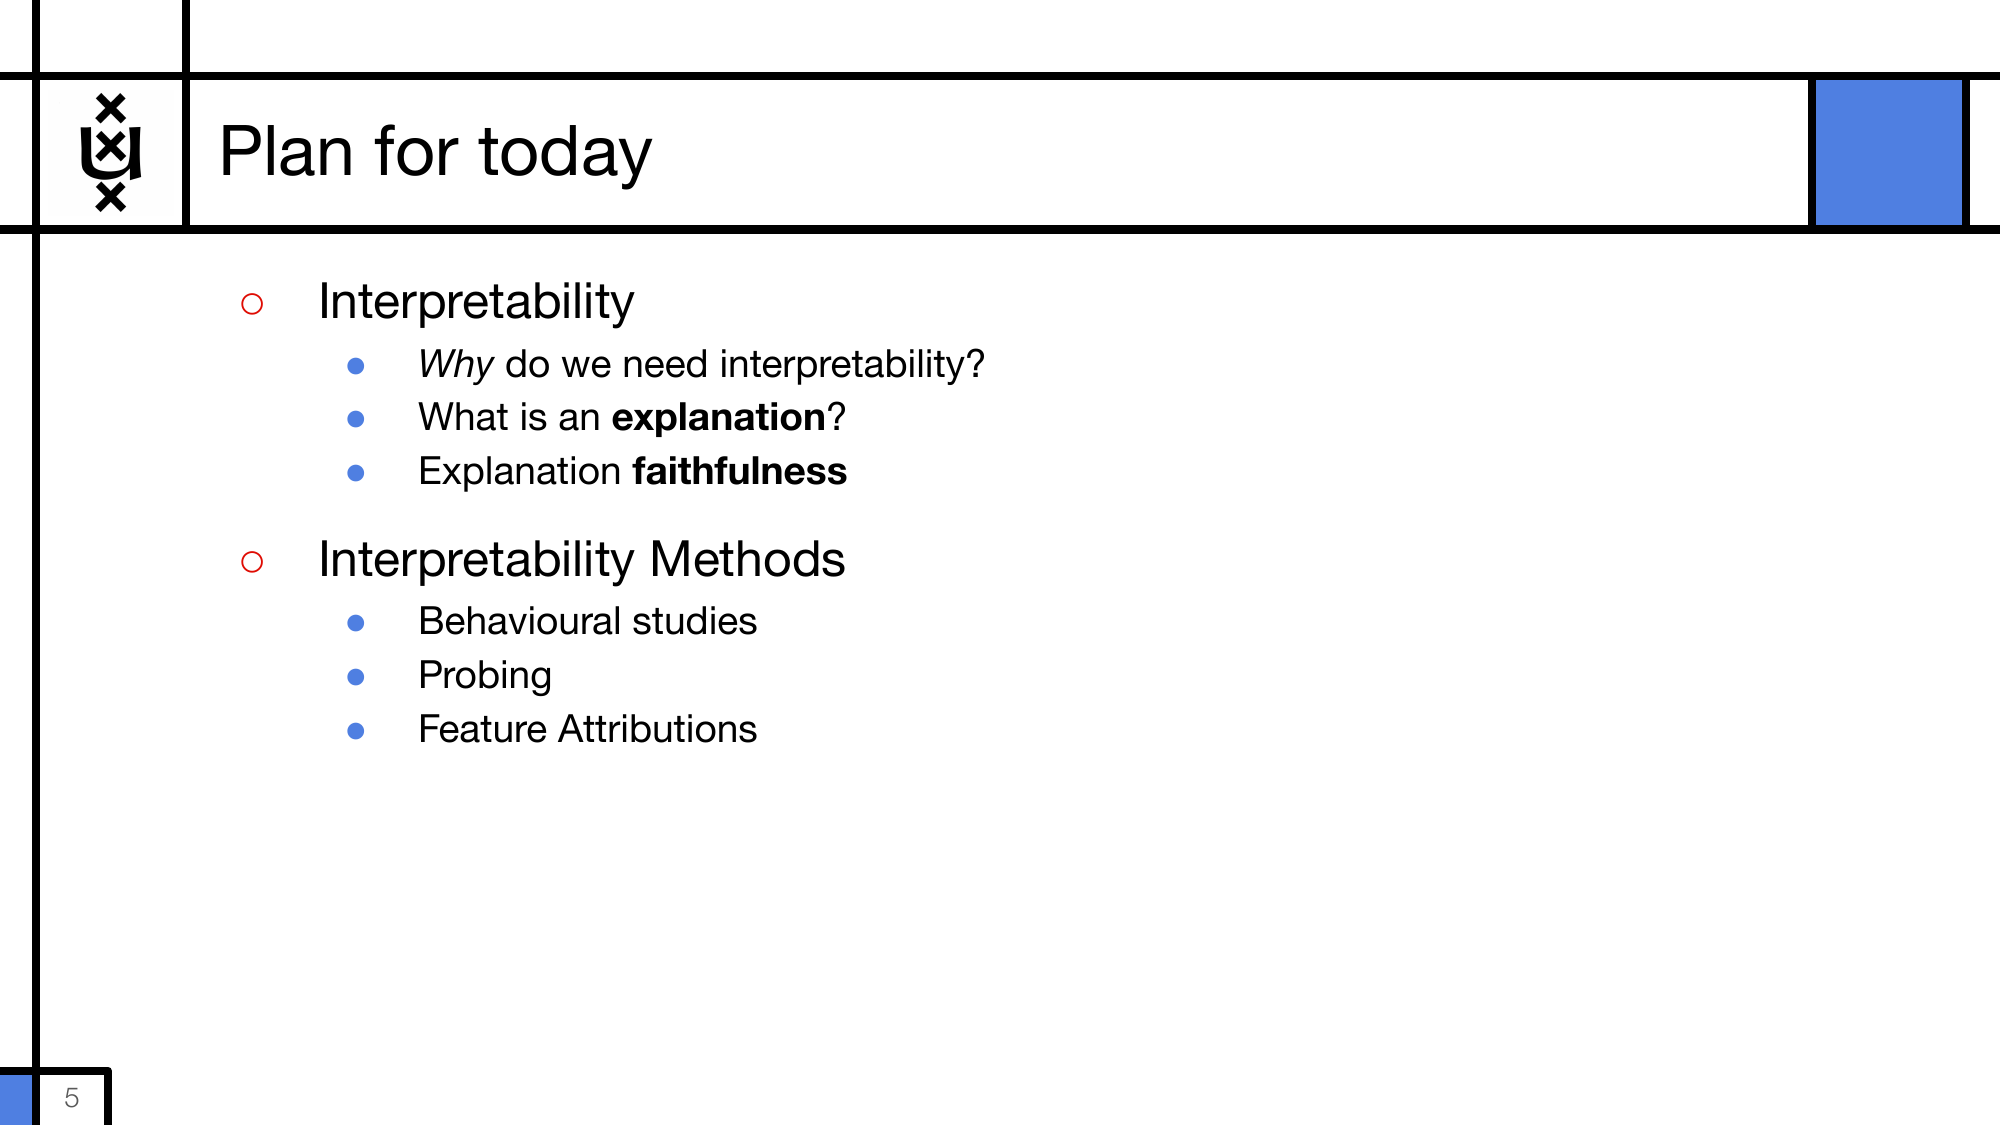 Plan for today
○ Interpretability
● Why do we need interpretability?
● What is an explanation?
● Explanation faithfulness
○ Interpretability Methods
● Behavioural studies
● Probing
● Feature Attributions
5